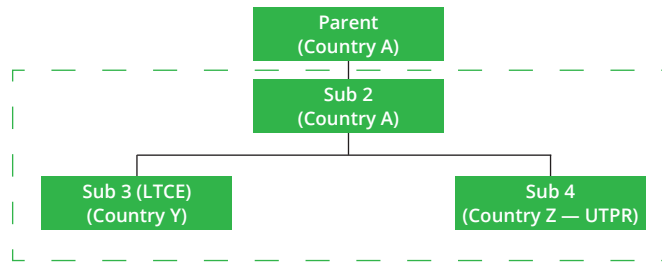 Parent
(Country A)
Sub 2
(Country A)
Sub 3 (LTCE)
(Country Y)
Sub 4
(Country Z — UTPR)